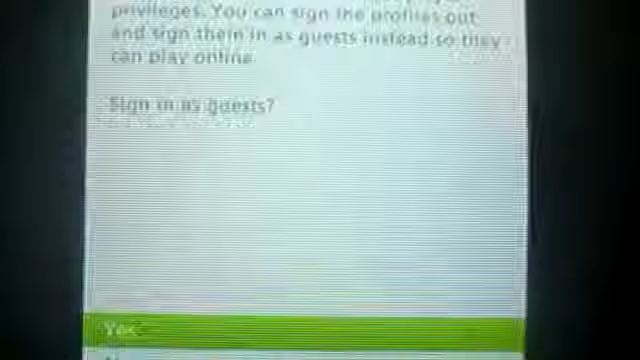 privileges. You can sign the profiles out
and sign them in as guests instead so they
can play online.
Sign in as guests?
Yes